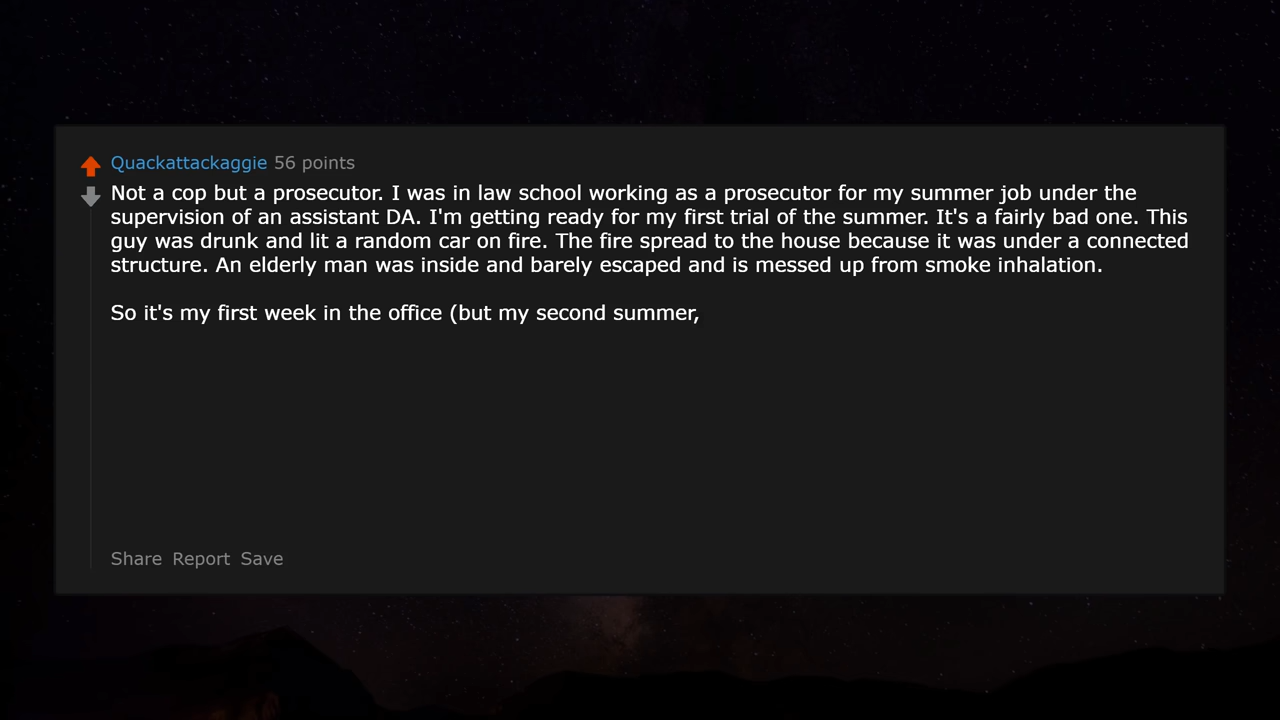 Quackattackaggie 56 points
Not a cop but a prosecutor. I was in law school working as a prosecutor for my summer job under the
supervision of an assistant DA. I'm getting ready for my first trial of the summer. It's a fairly bad one. This
guy was drunk and lit a random car on fire. The fire spread to the house because it was under a connected
structure. An elderly man was inside and barely escaped and is messed up from smoke inhalation.
So it's my first week in the office (but my second summer,
Share Report Save